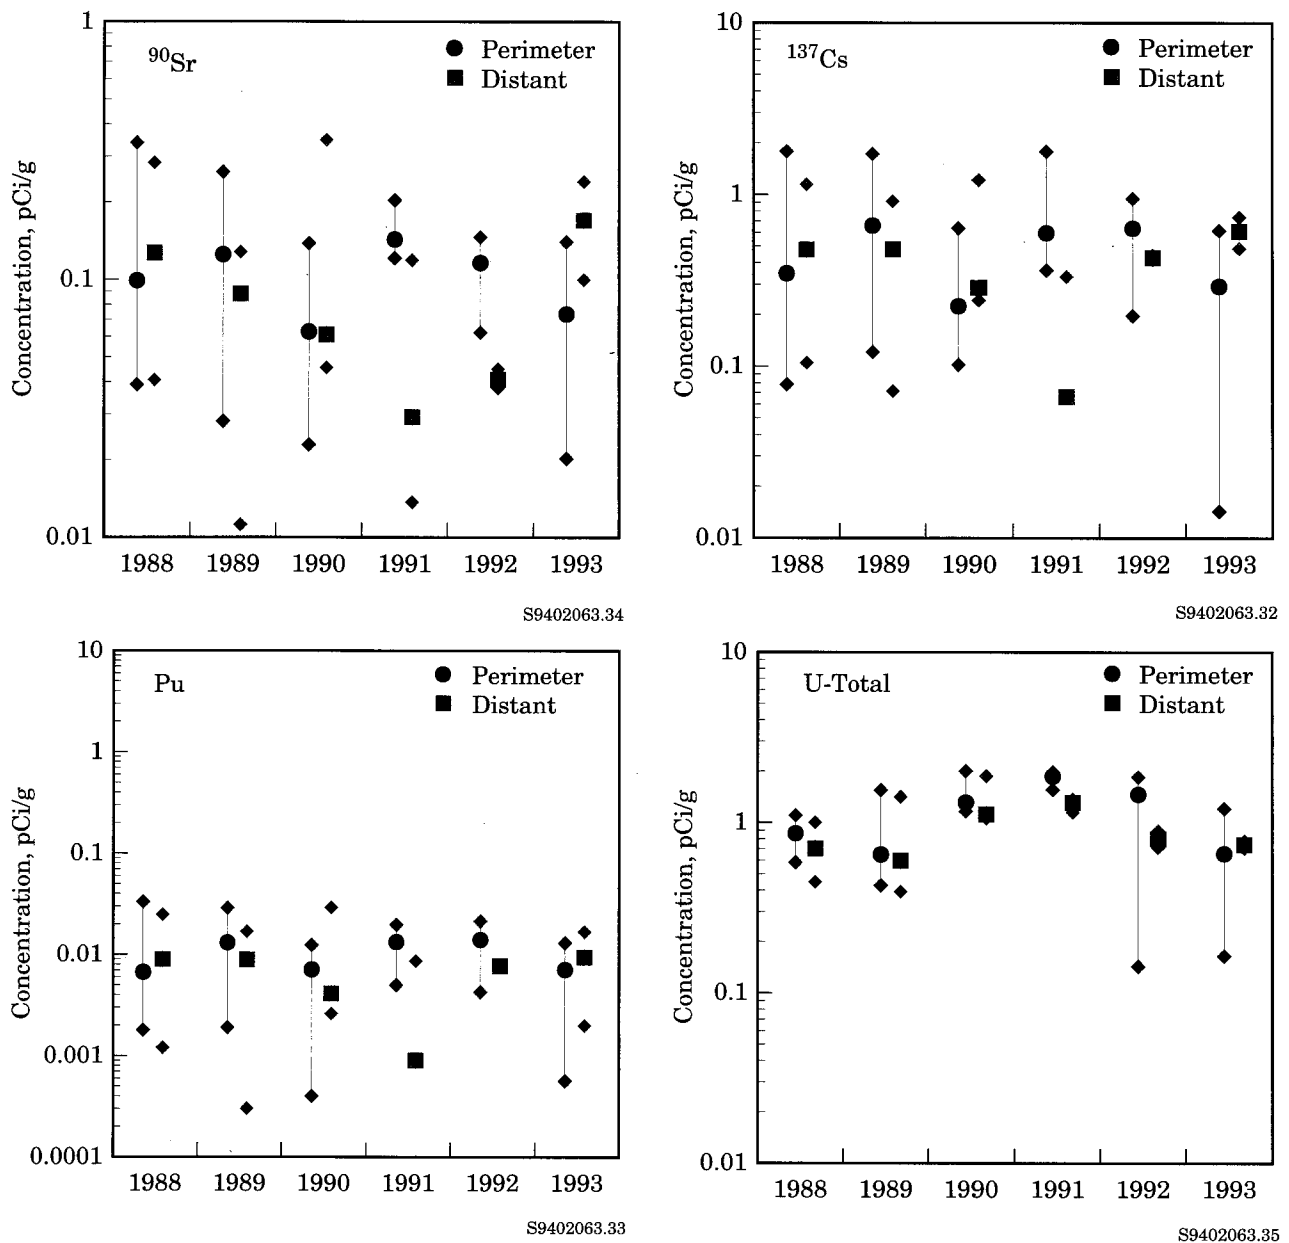 1
⁹⁰Sr
Perimeter
Distant
Concentration, pCi/g
0.1
0.01
1988 1989 1990 1991 1992 1993
S9402063.34
10
¹³⁷Cs
Perimeter
Distant
Concentration, pCi/g
1
0.1
0.01
1988 1989 1990 1991 1992 1993
S9402063.32
10
Pu
Perimeter
Distant
Concentration, pCi/g
1
0.1
0.01
0.001
0.0001
1988 1989 1990 1991 1992 1993
S9402063.33
10
U-Total
Perimeter
Distant
Concentration, pCi/g
1
0.1
0.01
1988 1989 1990 1991 1992 1993
S9402063.35